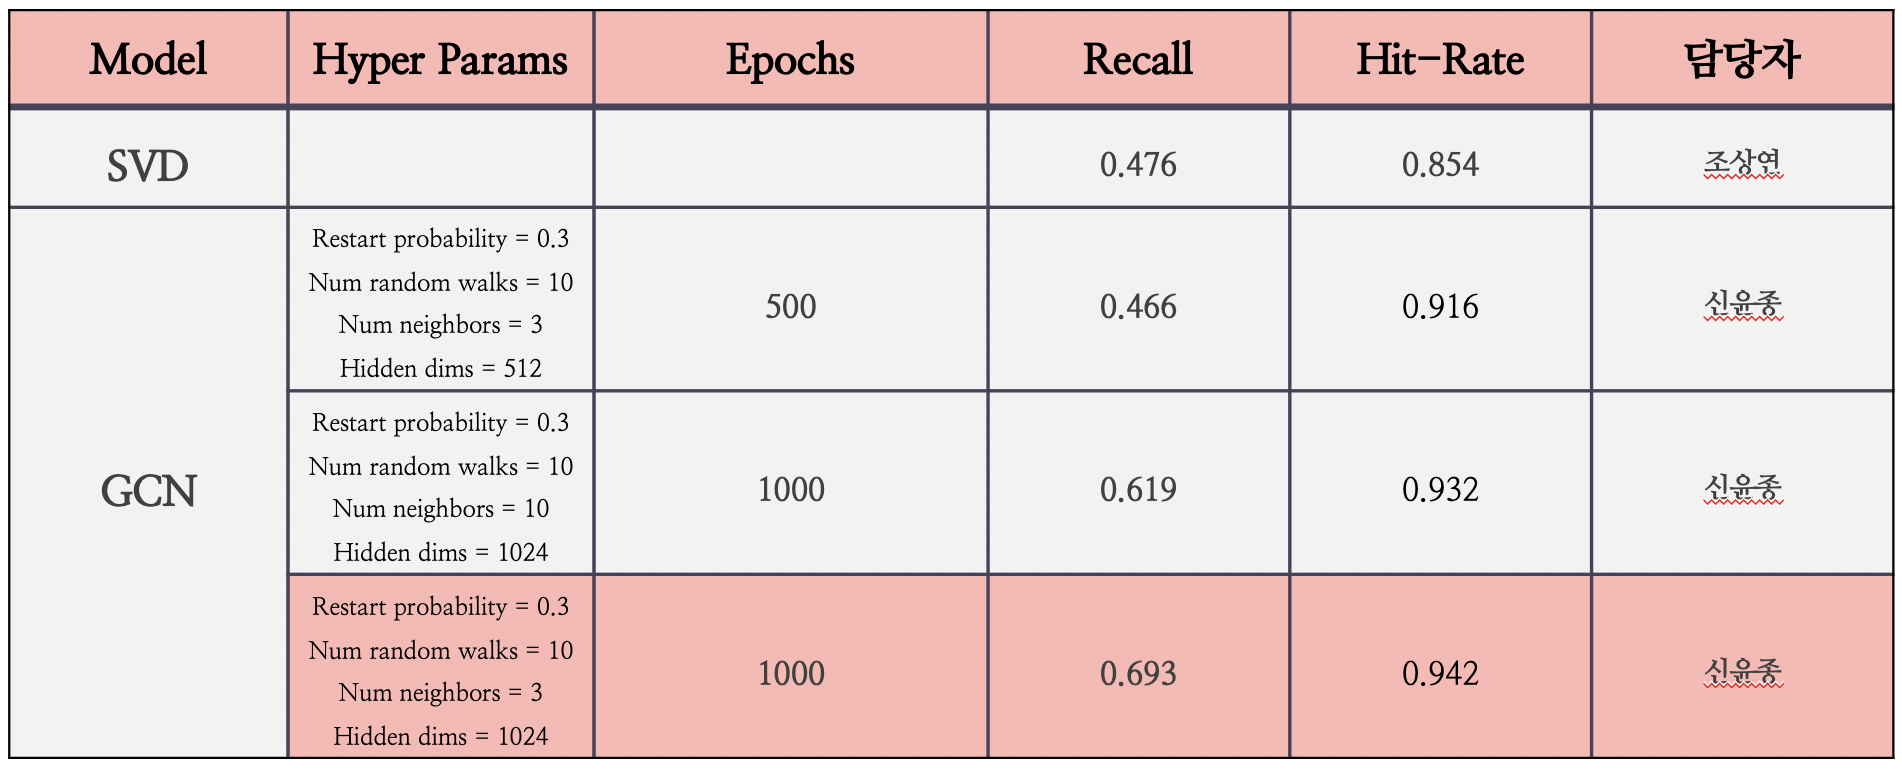 Model Hyper Params Epochs Recall Hit-Rate 담당자
SVD 0.476 0.854 조상연
GCN
Restart probability = 0.3
Num random walks = 10
Num neighbors = 3
Hidden dims = 512
500 0.466 0.916 신윤종
Restart probability = 0.3
Num random walks = 10
Num neighbors = 10
Hidden dims = 1024
1000 0.619 0.932 신윤종
Restart probability = 0.3
Num random walks = 10
Num neighbors = 3
Hidden dims = 1024
1000 0.693 0.942 신윤종